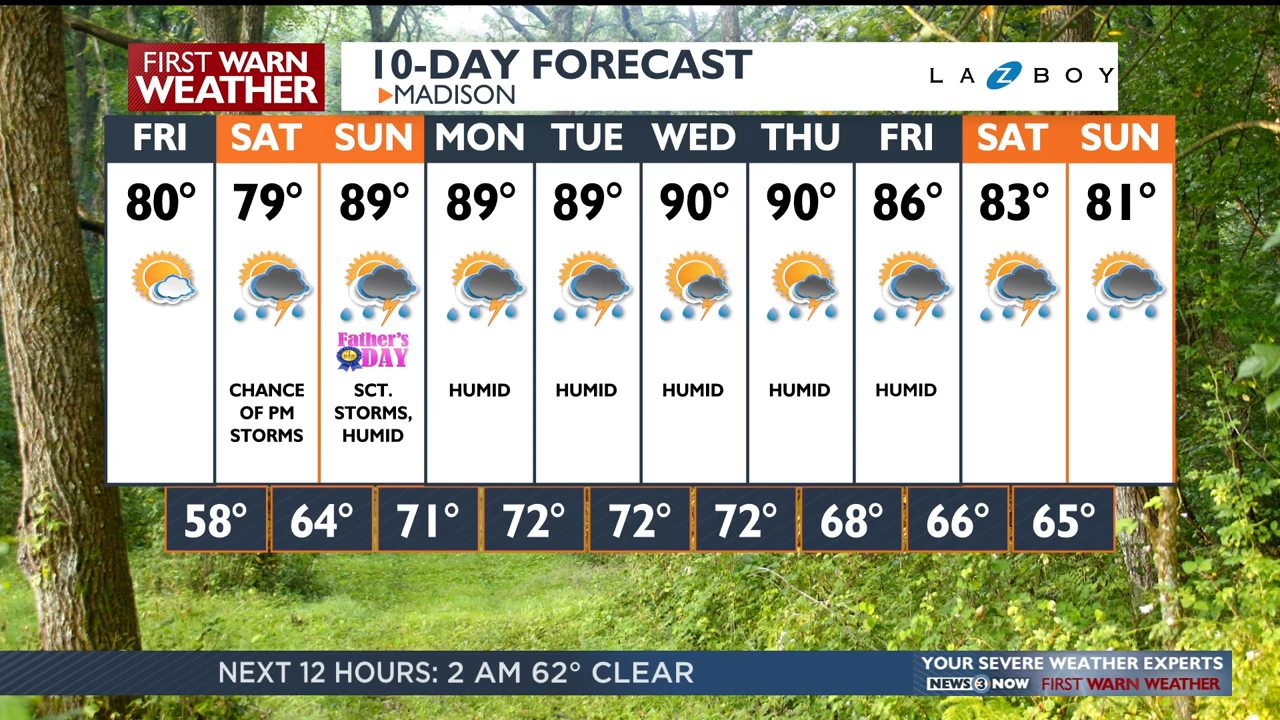 FIRST WARN
WEATHER
10-DAY FORECAST
MADISON
LA Z BOY
FRI SAT SUN MON TUE WED THU FRI SAT SUN
80° 79° 89° 89° 89° 90° 90° 86° 83° 81°
Father's
DAY
CHANCE
OF PM
STORMS
SCT.
STORMS,
HUMID
HUMID
HUMID
HUMID
HUMID
HUMID
58° 64° 71° 72° 72° 72° 68° 66° 65°
NEXT 12 HOURS: 2 AM 62° CLEAR
YOUR SEVERE WEATHER EXPERTS
NEWS 3 NOW FIRST WARN WEATHER